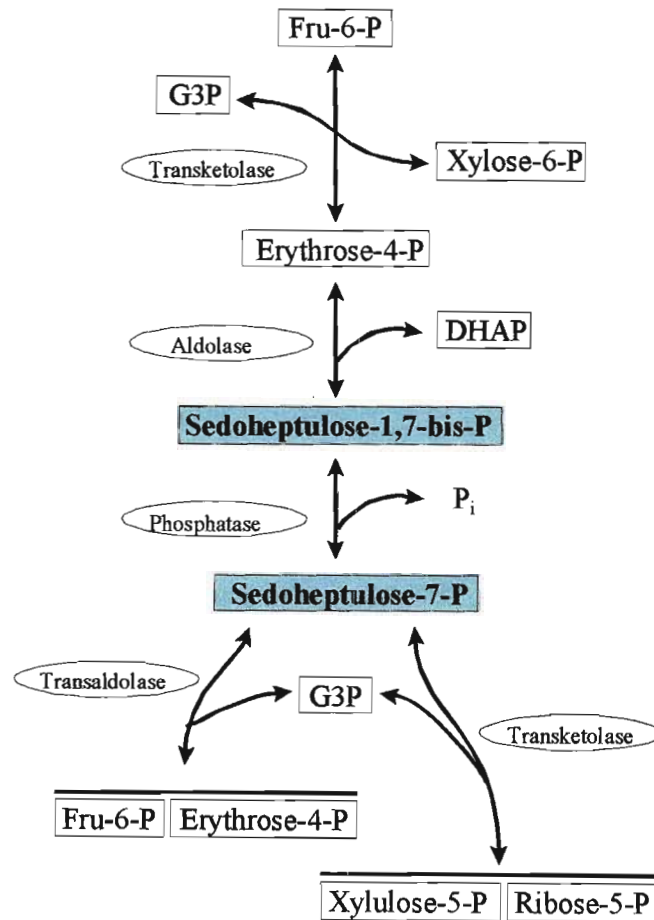 Fru-6-P
G3P
Transketolase
Xylose-6-P
Erythrose-4-P
Aldolase
DHAP
Sedoheptulose-1,7-bis-P
Phosphatase
Pi
Sedoheptulose-7-P
Transaldolase
G3P
Transketolase
Fru-6-P Erythrose-4-P
Xylulose-5-P Ribose-5-P